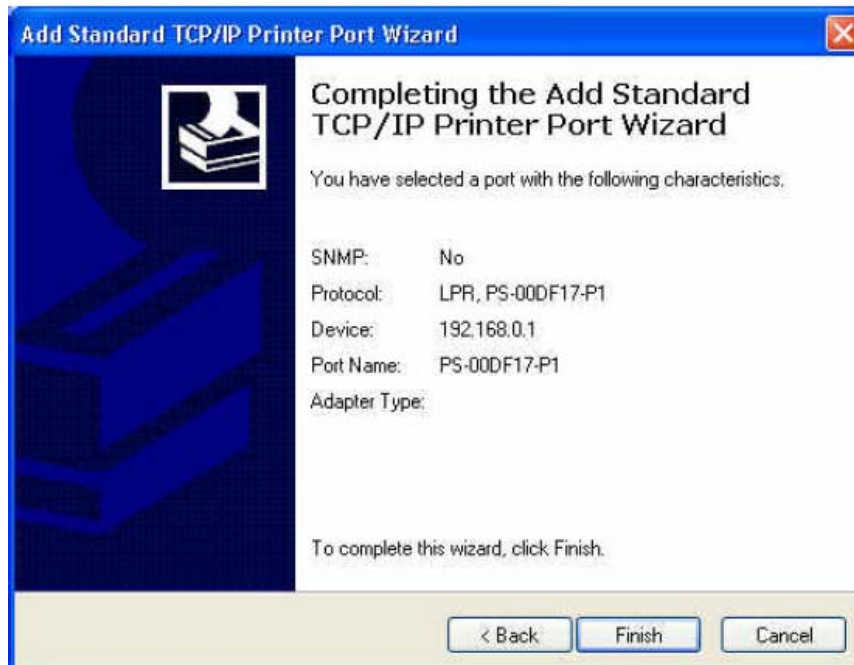 Add Standard TCP/IP Printer Port Wizard
Completing the Add Standard
TCP/IP Printer Port Wizard
You have selected a port with the following characteristics.
SNMP: No
Protocol: LPR, PS-00DF17-P1
Device: 192.168.0.1
Port Name: PS-00DF17-P1
Adapter Type:
To complete this wizard, click Finish.
< Back Finish Cancel